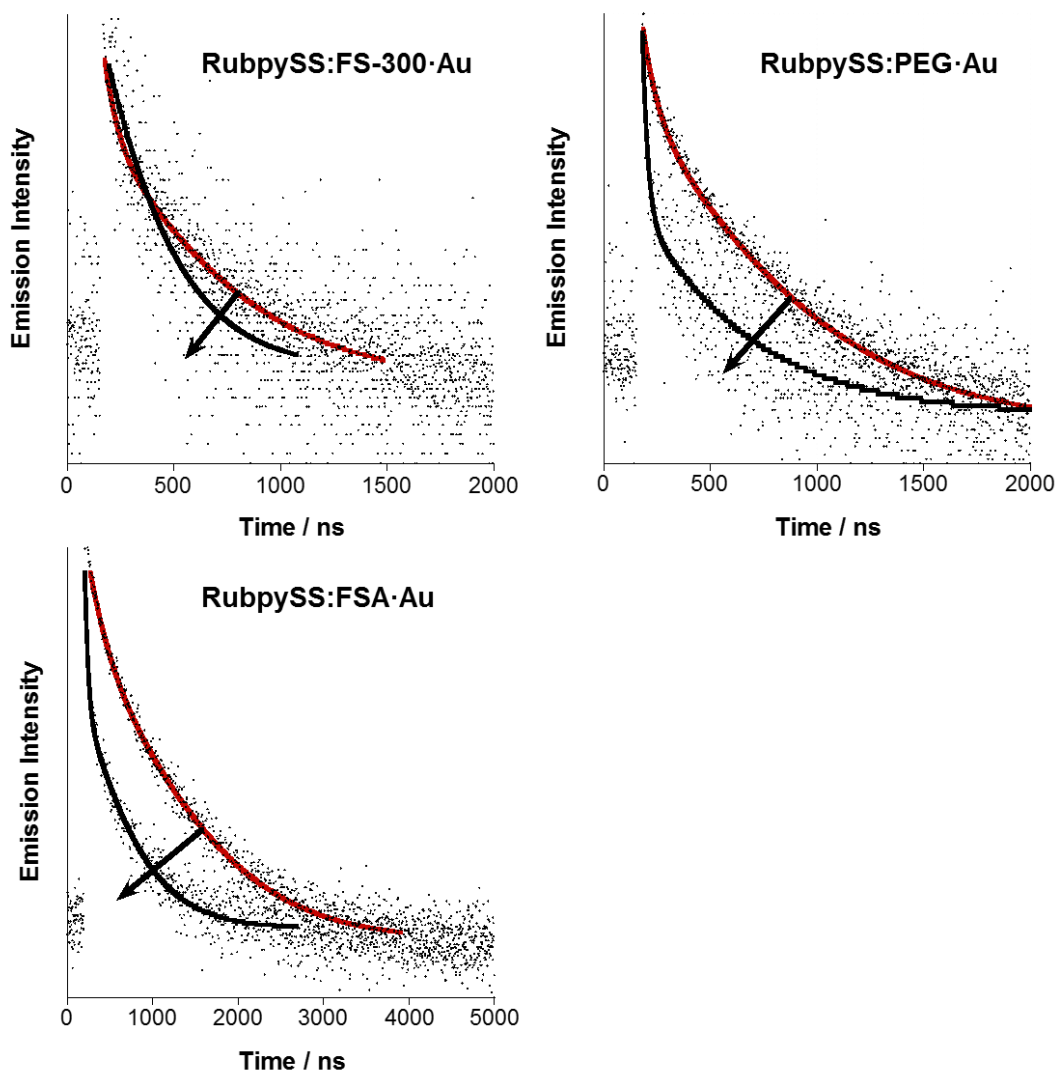 RubpySS:FS-300·Au
Emission Intensity
0 500 1000 1500 2000
Time / ns
RubpySS:PEG·Au
Emission Intensity
0 500 1000 1500 2000
Time / ns
RubpySS:FSA·Au
Emission Intensity
0 1000 2000 3000 4000 5000
Time / ns